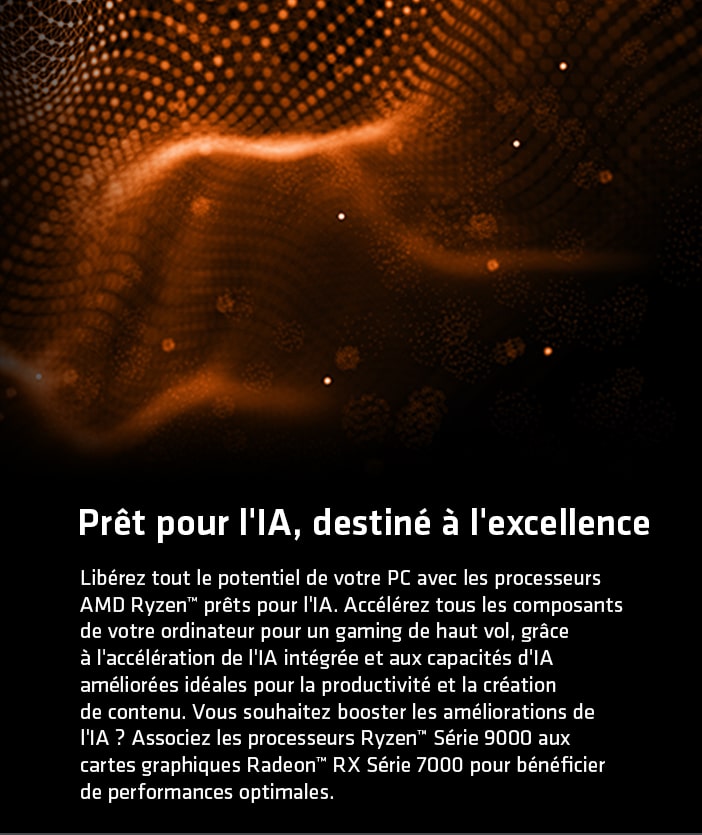 Prêt pour l'IA, destiné à l'excellence
Libérez tout le potentiel de votre PC avec les processeurs
AMD Ryzen™ prêts pour l'IA. Accélérez tous les composants
de votre ordinateur pour un gaming de haut vol, grâce
à l'accélération de l'IA intégrée et aux capacités d'IA
améliorées idéales pour la productivité et la création
de contenu. Vous souhaitez booster les améliorations de
l'IA ? Associez les processeurs Ryzen™ Série 9000 aux
cartes graphiques Radeon™ RX Série 7000 pour bénéficier
de performances optimales.